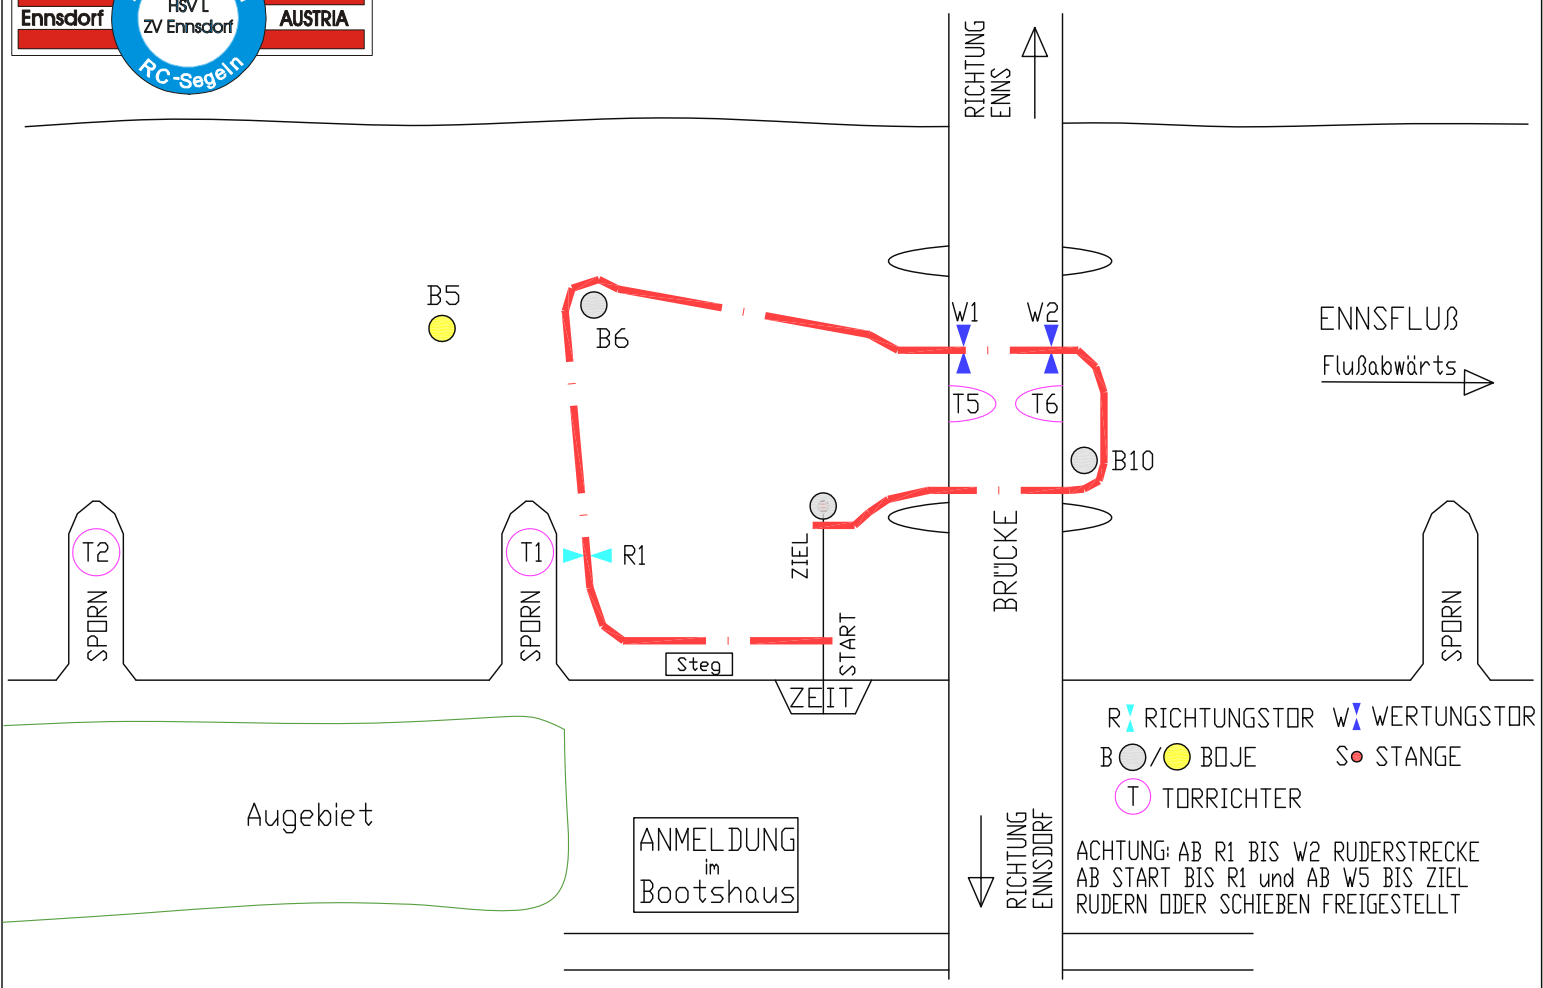 HSV L
Ennsdorf
ZV Ennsdorf
AUSTRIA
RC-Segeln
RICHTUNG
ENNS
B5
B6
W1
W2
ENNSFLUß
Flußabwärts
T5
T6
B10
T2
SPORN
T1
SPORN
R1
ZIEL
START
BRÜCKE
SPORN
Steg
ZEIT
R RICHTUNGSTOR W WERTUNGSTOR
B / BOJE S STANGE
T TORRICHTER
Augebiet
ANMELDUNG
im
Bootshaus
RICHTUNG
ENNSDORF
ACHTUNG: AB R1 BIS W2 RUDERSTRECKE
AB START BIS R1 und AB W5 BIS ZIEL
RUDERN ODER SCHIEBEN FREIGESTELLT